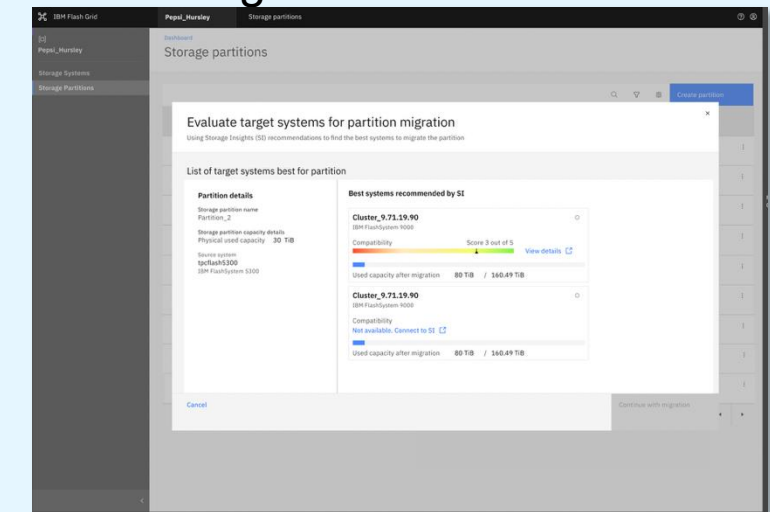 IBM Flash Grid
Pepsi_Hursley
Storage partitions
Pepsi_Hursley
Storage Systems
Storage Partitions
Dashboard
Storage partitions
Create partition
Evaluate target systems for partition migration
Using Storage Insights (SI) recommendations to find the best systems to migrate the partition
List of target systems best for partition
Partition details
Storage partition name
Partition_2
Storage partition capacity details
Physical used capacity 30 TiB
Source system
tpcflash5300
IBM FlashSystem 5300
Best systems recommended by SI
Cluster_9.71.19.90
IBM FlashSystem 9000
Compatibility Score 3 out of 5
View details
Used capacity after migration 80 TiB / 160.49 TiB
Cluster_9.71.19.90
IBM FlashSystem 9000
Compatibility
Not available. Connect to SI
Used capacity after migration 80 TiB / 160.49 TiB
Cancel
Continue with migration